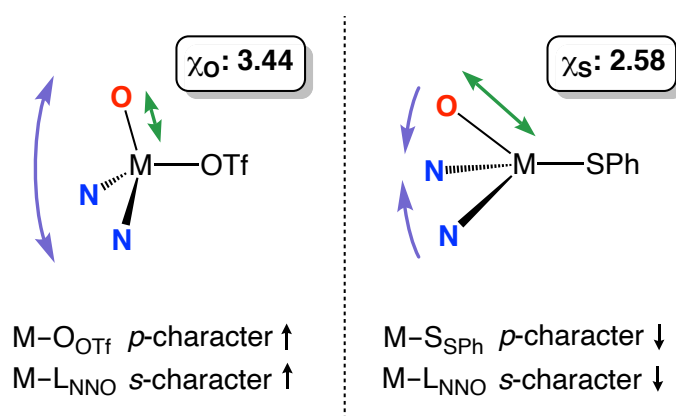 χO: 3.44
O
M
OTf
N
N
M–OOTf p-character ↑
M–LNNO s-character ↑
χS: 2.58
O
N
M
SPh
N
M–SSPh p-character ↓
M–LNNO s-character ↓